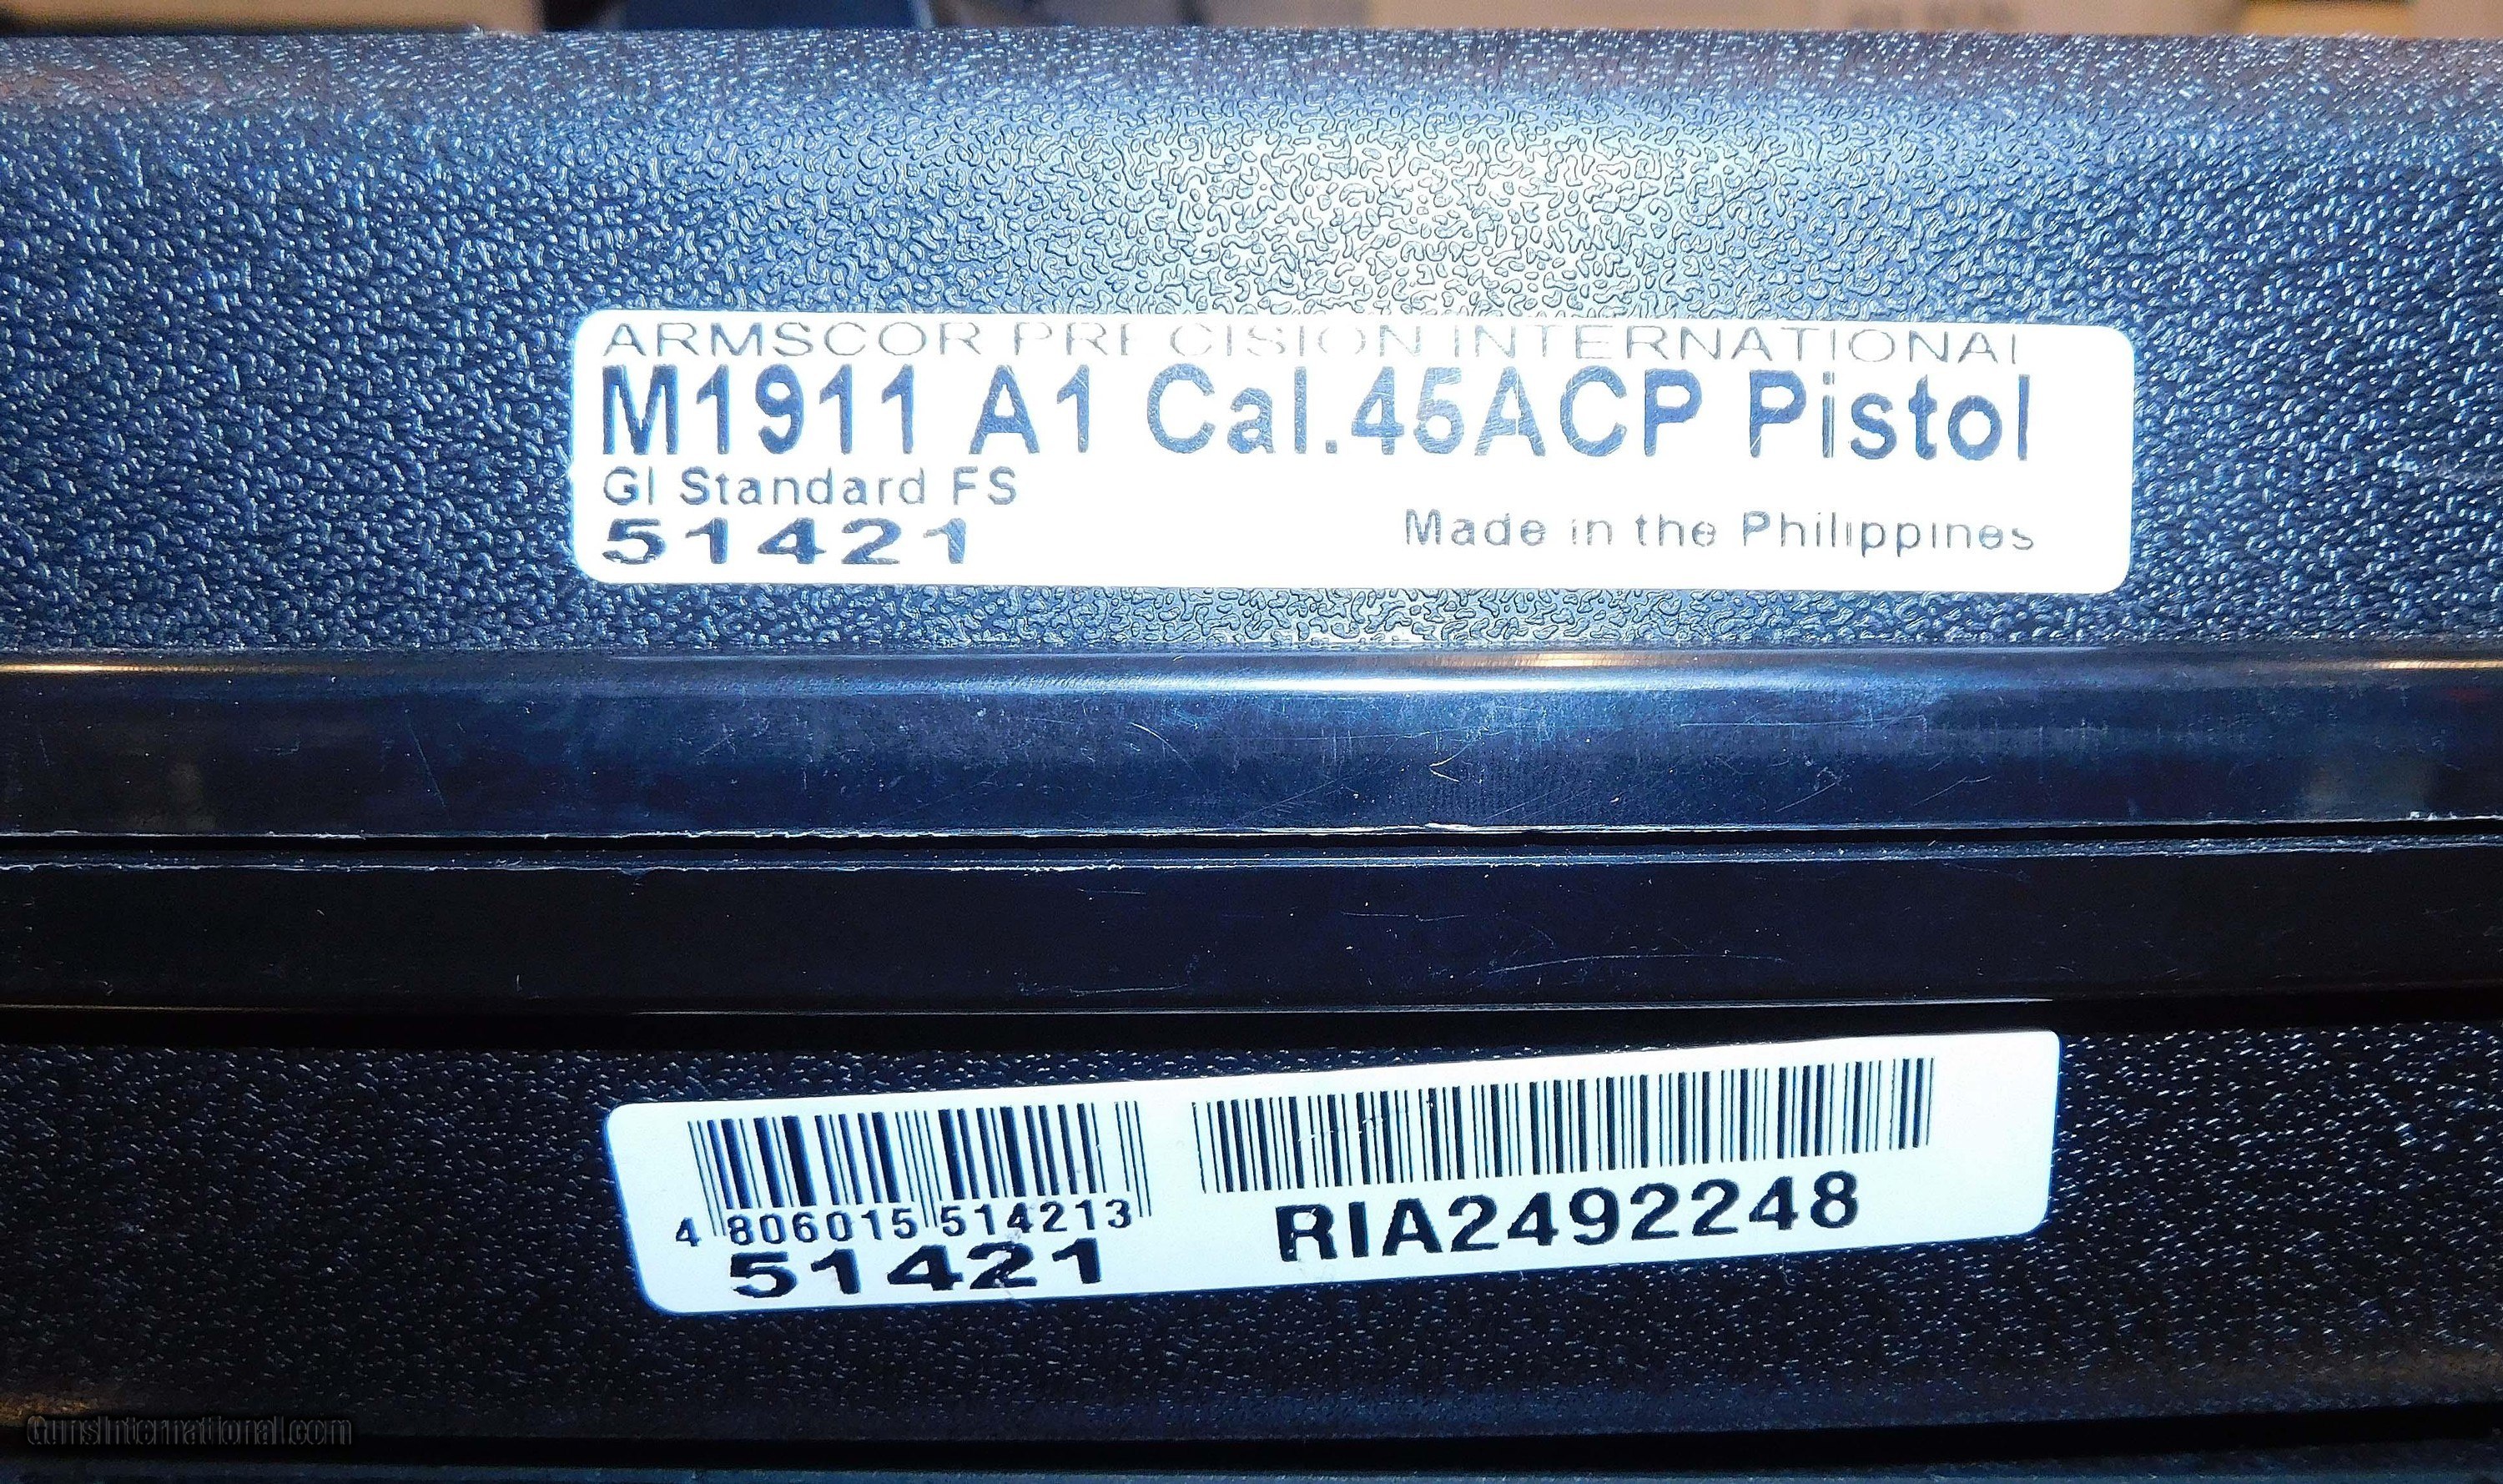 ARMSCOR PRECISION INTERNATIONAL
M1911 A1 Cal.45ACP Pistol
GI Standard FS
51421
Made in the Philippines
4 806015 514213
51421
RIA2492248
GunsInternational.com